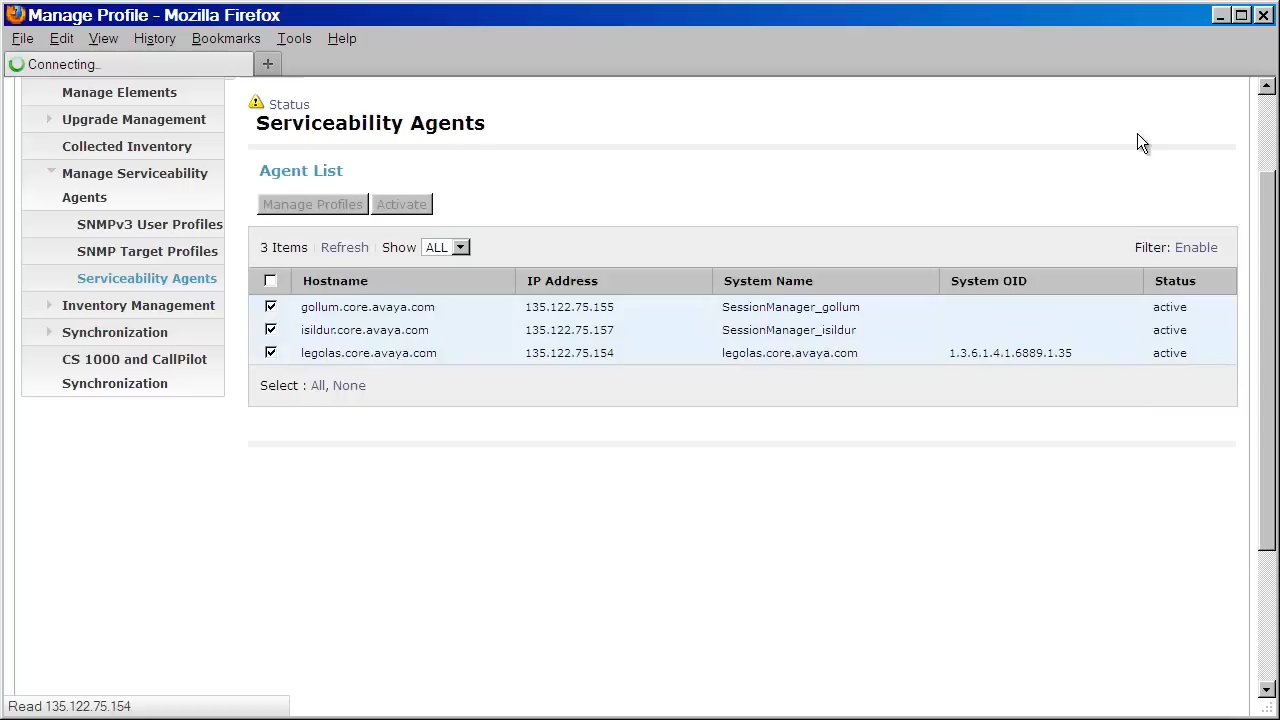 Manage Profile - Mozilla Firefox
File Edit View History Bookmarks Tools Help
Connecting...
Manage Elements
Upgrade Management
Collected Inventory
Manage Serviceability
Agents
SNMPv3 User Profiles
SNMP Target Profiles
Serviceability Agents
Inventory Management
Synchronization
CS 1000 and CallPilot
Synchronization
Status
Serviceability Agents
Agent List
Manage Profiles Activate
3 Items Refresh Show ALL Filter: Enable
Hostname IP Address System Name System OID Status
gollum.core.avaya.com 135.122.75.155 SessionManager_gollum active
isildur.core.avaya.com 135.122.75.157 SessionManager_isildur active
legolas.core.avaya.com 135.122.75.154 legolas.core.avaya.com 1.3.6.1.4.1.6889.1.35 active
Select : All, None
Read 135.122.75.154